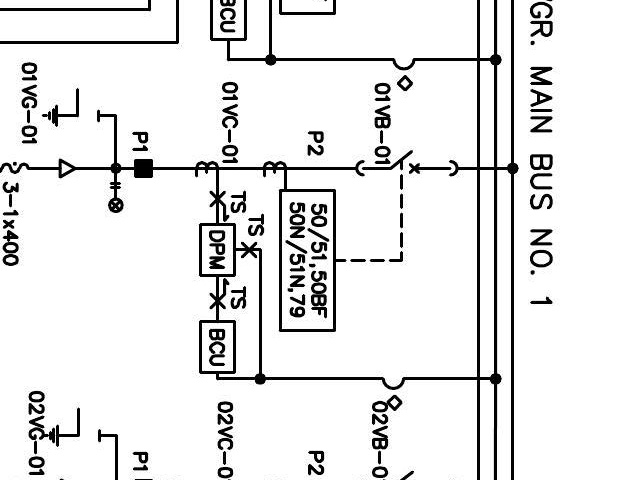 GR. MAIN BUS NO. 1
BCU
01VB-01
P2
01VC-01
P1
01VG-01
50/51,50BF
50N/51N,79
TS
TS
DPM
TS
BCU
3-1x400
02VB-0
P2
02VC-0
P1
02VG-01